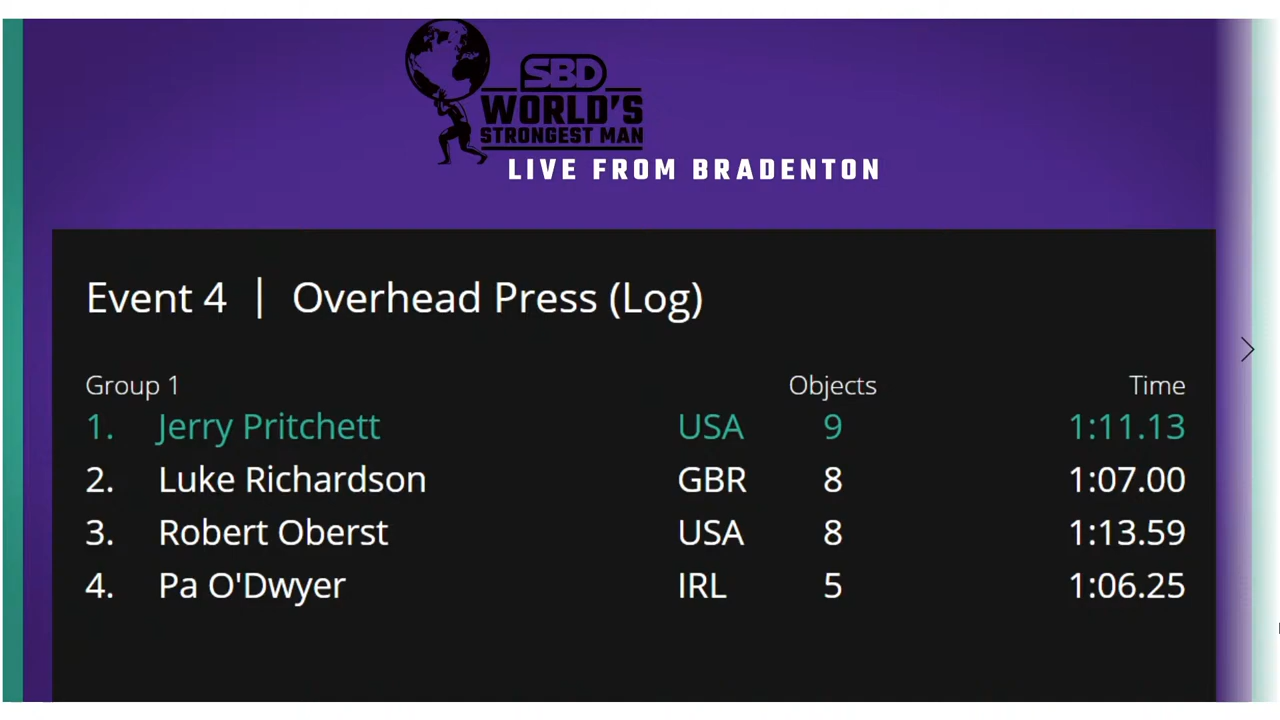 SBD
WORLD'S
STRONGEST MAN
LIVE FROM BRADENTON
Event 4 | Overhead Press (Log)
Group 1 Objects Time
1. Jerry Pritchett USA 9 1:11.13
2. Luke Richardson GBR 8 1:07.00
3. Robert Oberst USA 8 1:13.59
4. Pa O'Dwyer IRL 5 1:06.25